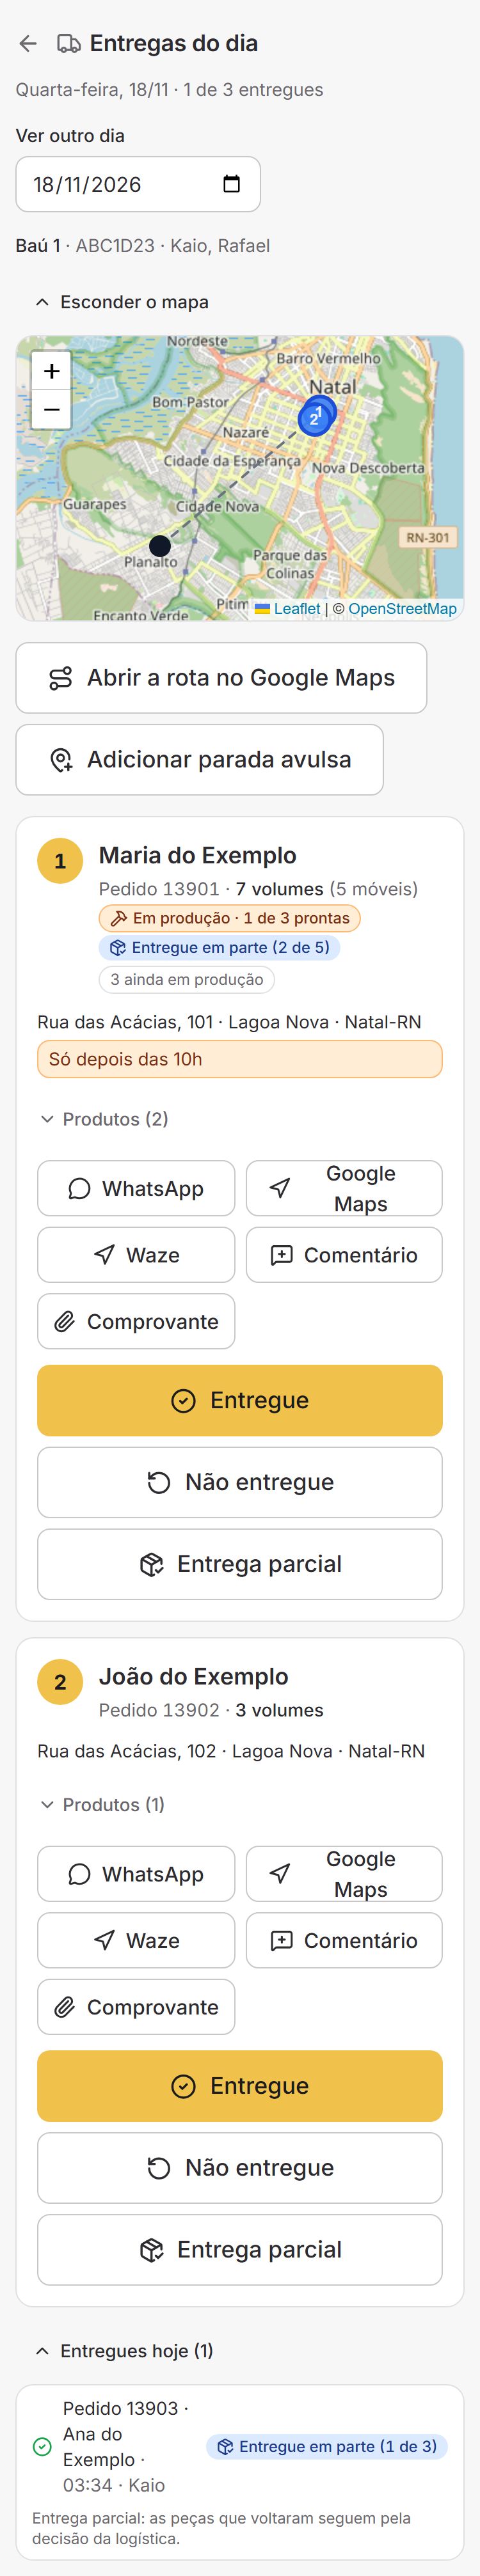 Entregas do dia
Quarta-feira, 18/11 · 1 de 3 entregues
Ver outro dia
18/11/2026
Baú 1 · ABC1D23 · Kaio, Rafael
Esconder o mapa
Nordeste
Barro Vermelho
+
Natal
−
Bom Pastor
1
2
Nazaré
Cidade da Esperança
Nova Descoberta
Guarapes
Cidade Nova
RN-301
Planalto
Parque das
Colinas
Encanto Verde
Pitim
Leaflet | © OpenStreetMap
Abrir a rota no Google Maps
Adicionar parada avulsa
1
Maria do Exemplo
Pedido 13901 · 7 volumes (5 móveis)
Em produção · 1 de 3 prontas
Entregue em parte (2 de 5)
3 ainda em produção
Rua das Acácias, 101 · Lagoa Nova · Natal-RN
Só depois das 10h
Produtos (2)
WhatsApp
Google
Maps
Waze
Comentário
Comprovante
Entregue
Não entregue
Entrega parcial
2
João do Exemplo
Pedido 13902 · 3 volumes
Rua das Acácias, 102 · Lagoa Nova · Natal-RN
Produtos (1)
WhatsApp
Google
Maps
Waze
Comentário
Comprovante
Entregue
Não entregue
Entrega parcial
Entregues hoje (1)
Pedido 13903 ·
Ana do
Exemplo ·
03:34 · Kaio
Entregue em parte (1 de 3)
Entrega parcial: as peças que voltaram seguem pela
decisão da logística.